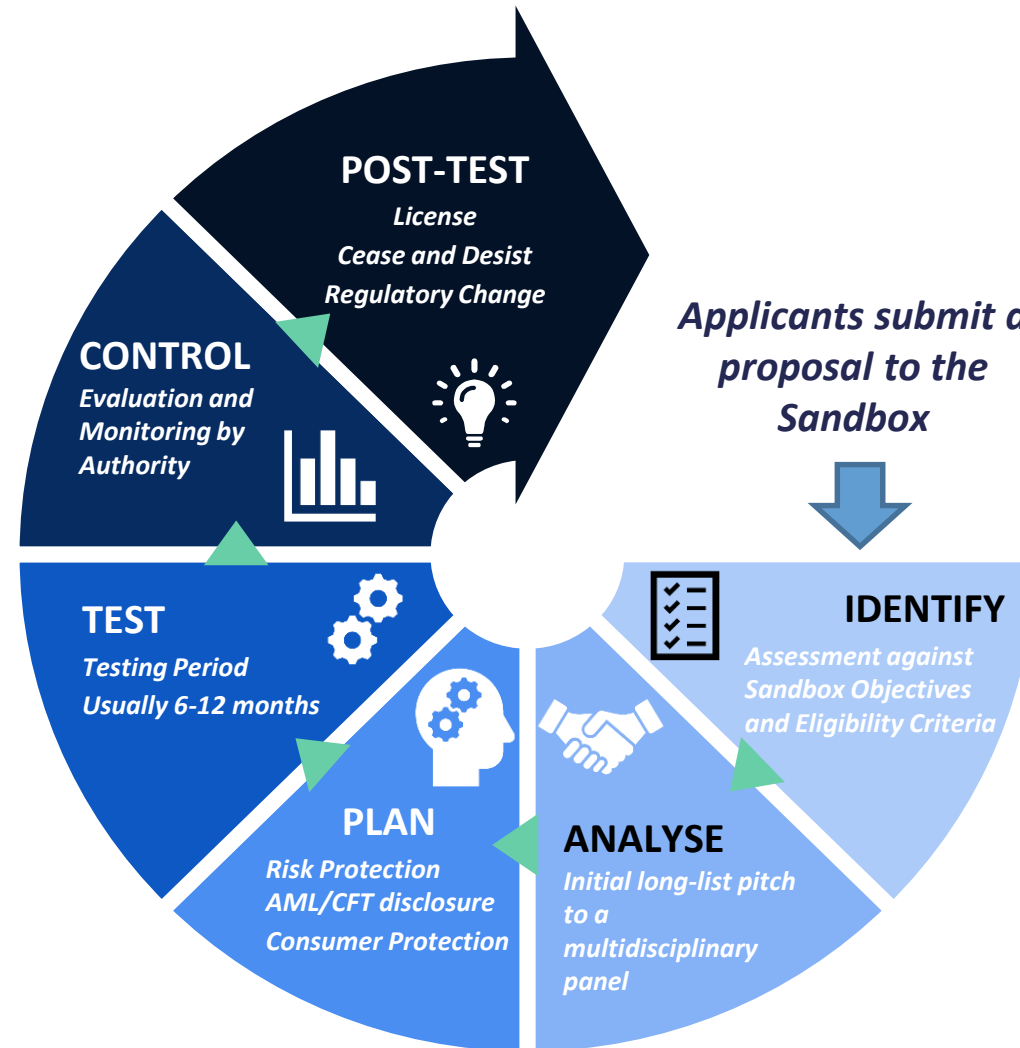 POST-TEST
License
Cease and Desist
Regulatory Change
CONTROL
Evaluation and
Monitoring by
Authority
Applicants submit a
proposal to the
Sandbox
TEST
Testing Period
Usually 6-12 months
IDENTIFY
Assessment against
Sandbox Objectives
and Eligibility Criteria
PLAN
Risk Protection
AML/CFT disclosure
Consumer Protection
ANALYSE
Initial long-list pitch
to a
multidisciplinary
panel